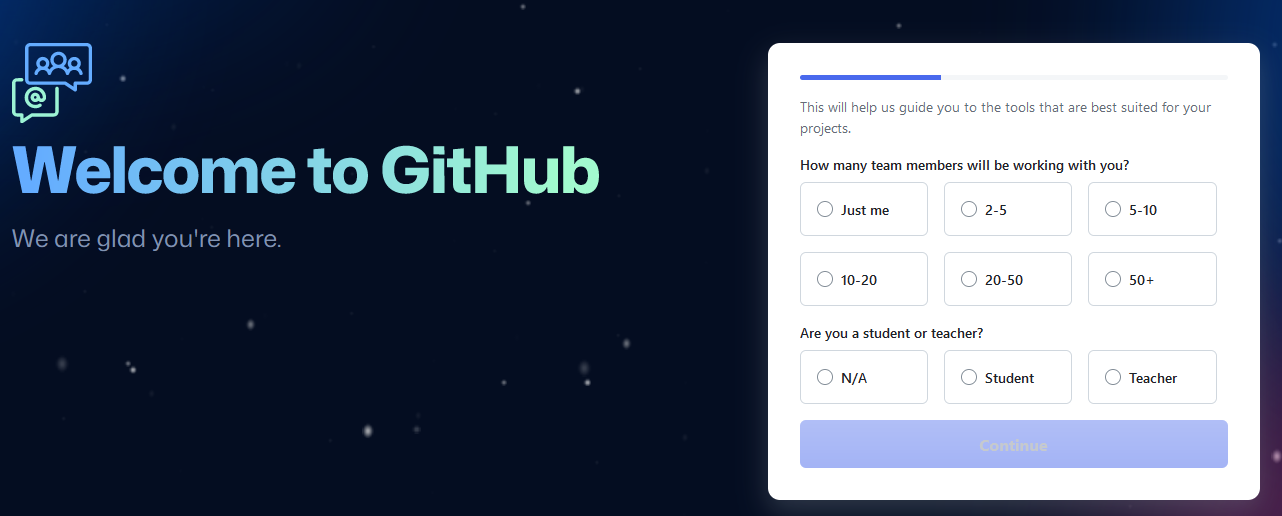 @
Welcome to GitHub
We are glad you're here.
This will help us guide you to the tools that are best suited for your
projects.
How many team members will be working with you?
Just me 2-5 5-10
10-20 20-50 50+
Are you a student or teacher?
N/A Student Teacher
Continue